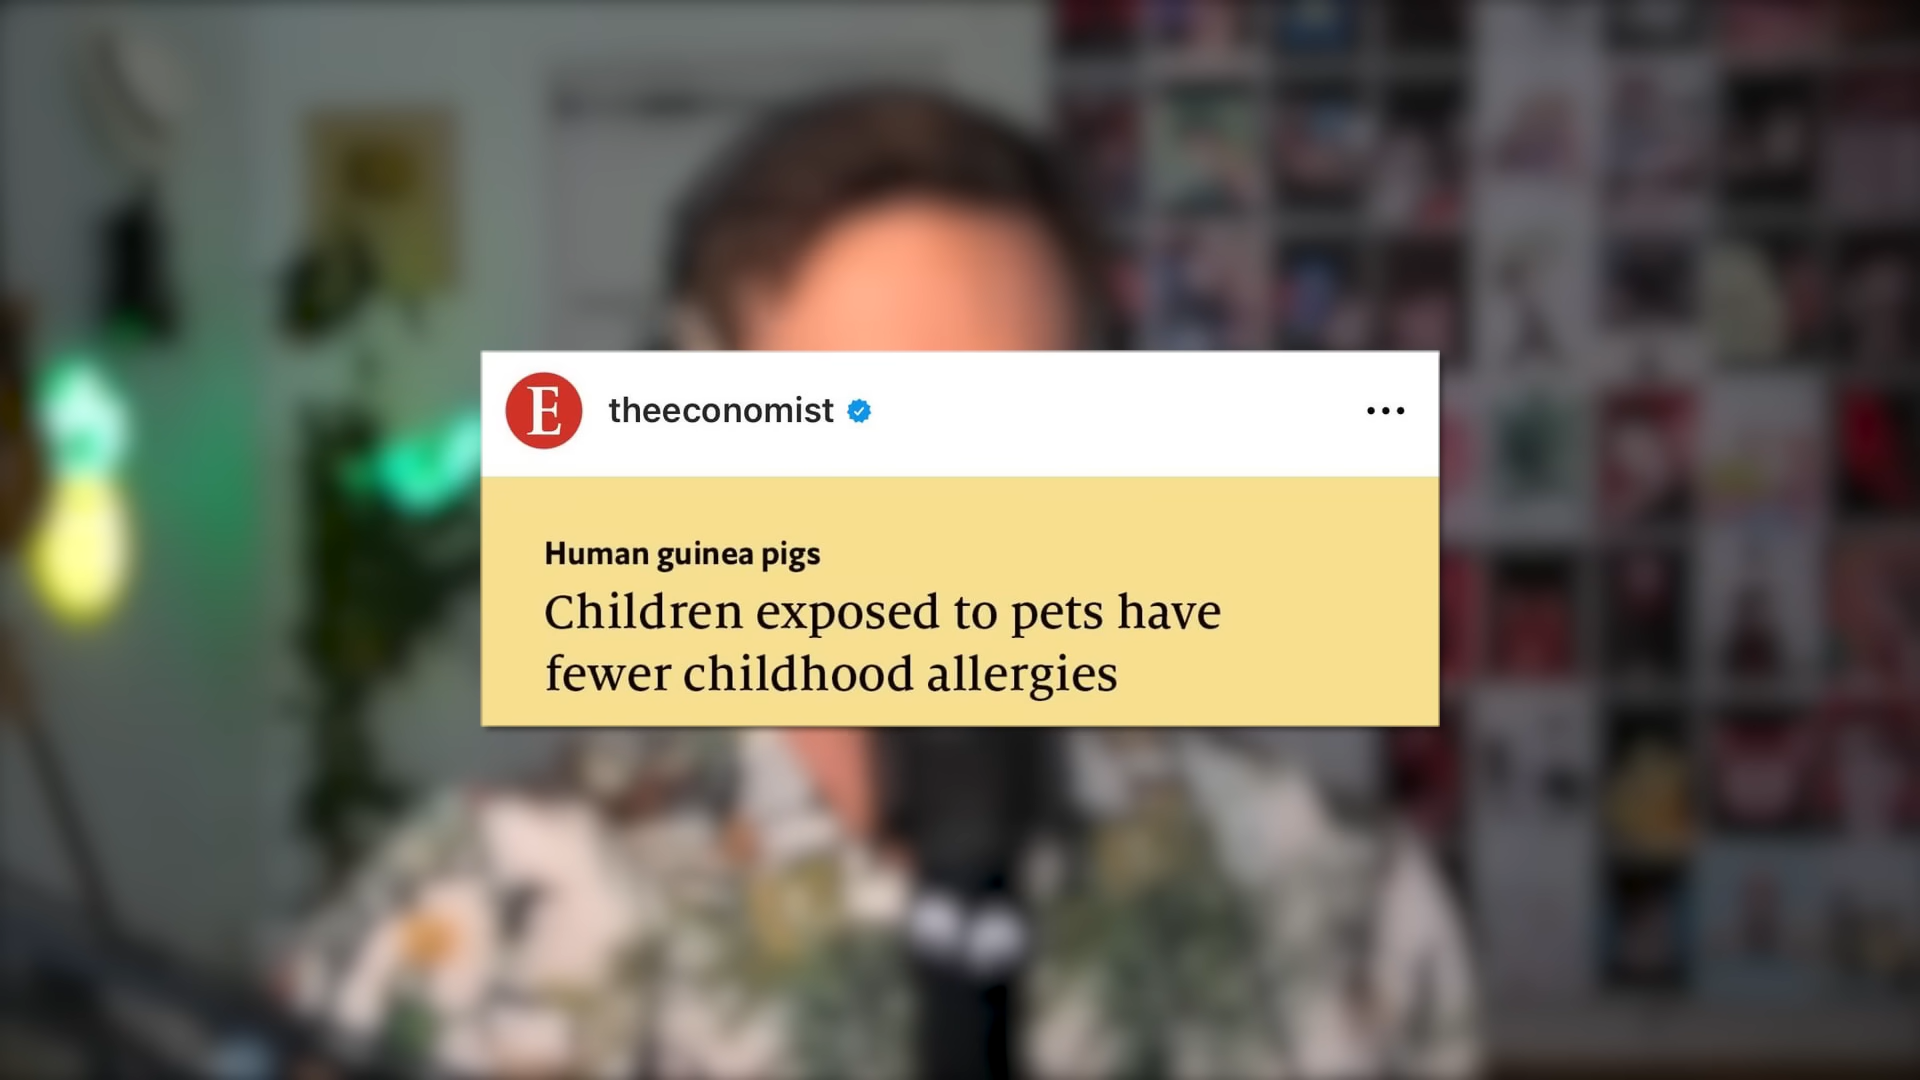 E
theeconomist
Human guinea pigs
Children exposed to pets have
fewer childhood allergies